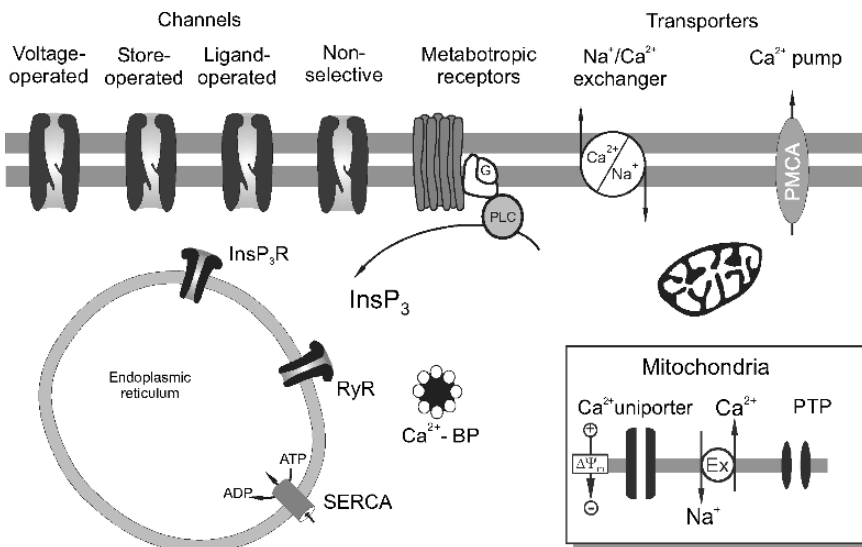 Channels
Transporters
Voltage-
operated
Store-
operated
Ligand-
operated
Non-
selective
Metabotropic
receptors
Na⁺/Ca²⁺
exchanger
Ca²⁺ pump
Ca²⁺
Na⁺
G
PLC
PMCA
InsP₃R
InsP₃
Endoplasmic
reticulum
RyR
Ca²⁺- BP
ATP
ADP
SERCA
Mitochondria
Ca²⁺uniporter
Ca²⁺
PTP
+
ΔΨm
Ex
-
Na⁺